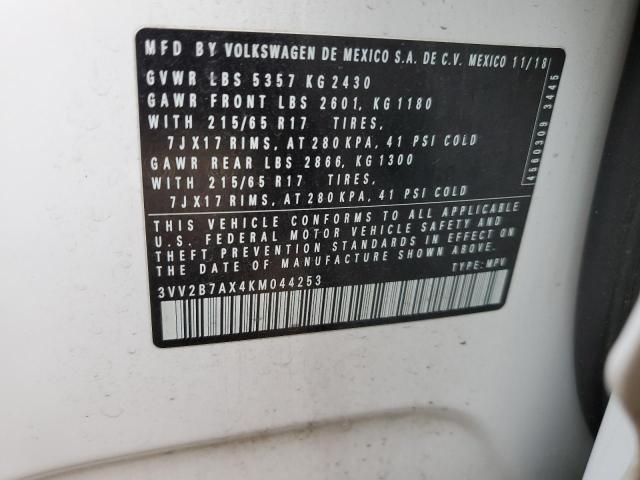 MFD BY VOLKSWAGEN DE MEXICO S.A. DE C.V. MEXICO 11/18
GVWR LBS 5357 KG 2430
GAWR FRONT LBS 2601, KG 1180
WITH 215/65 R17 TIRES,
7JX17 RIMS, AT 280 KPA, 41 PSI COLD
GAWR REAR LBS 2866, KG 1300
WITH 215/65 R17 TIRES,
7JX17 RIMS, AT 280 KPA, 41 PSI COLD
THIS VEHICLE CONFORMS TO ALL APPLICABLE
U.S. FEDERAL MOTOR VEHICLE SAFETY AND
THEFT PREVENTION STANDARDS IN EFFECT ON
THE DATE OF MANUFACTURE SHOWN ABOVE.
3VV2B7AX4KM044253 TYPE: MPV
4560309 3445